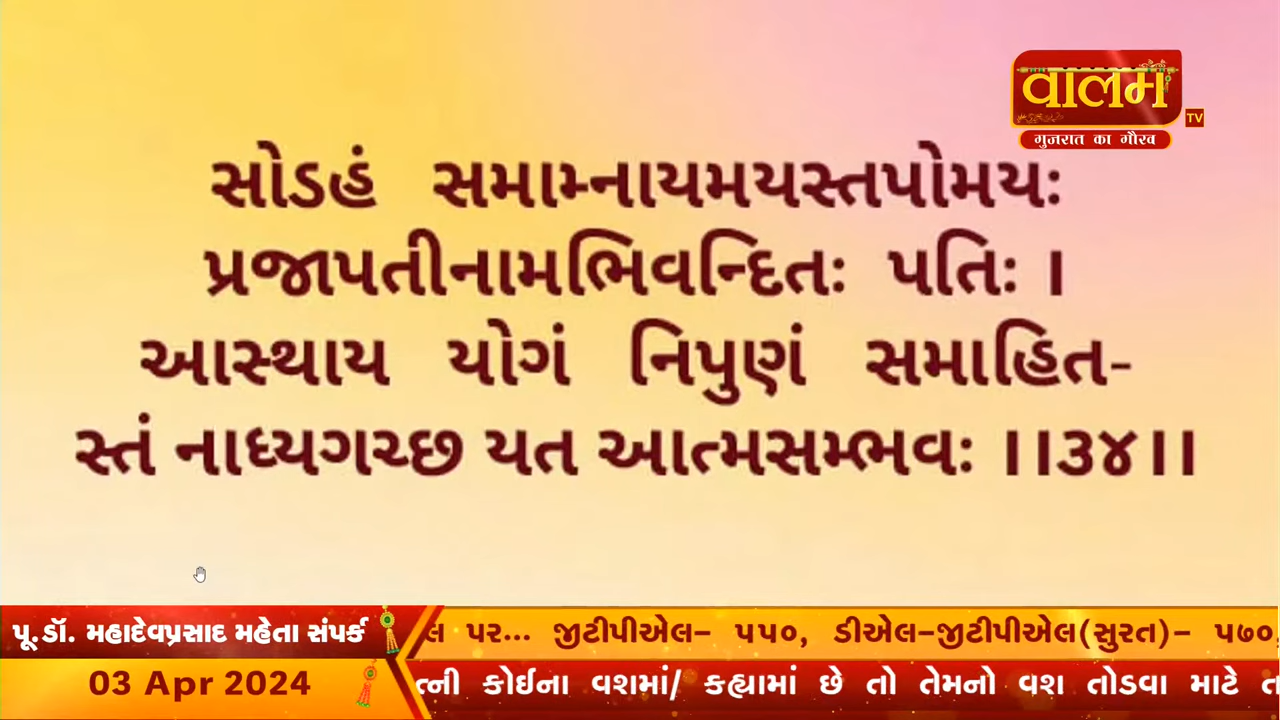 વાલમ
TV
गुजरात का गौरव
સોડહં સમામ્નાયમયસ્તપોમયઃ
પ્રજાપતીનામભિવન્દિતઃ પતિઃ ।
આસ્થાય યોગં નિપુણં સમાહિત-
સ્તં નાધ્યગચ્છ યત આત્મસમ્ભવઃ ।।૩૪।।
પૂ.ડૉ. મહાદેવપ્રસાદ મહેતા સંપર્ક
લ પર... જીટીપીએલ- ૫૫૦, ડીએલ-જીટીપીએલ(સુરત)- ૫૭૦,
03 Apr 2024
ત્ની કોઈના વશમાં/ કહ્યામાં છે તો તેમનો વશ તોડવા માટે ત